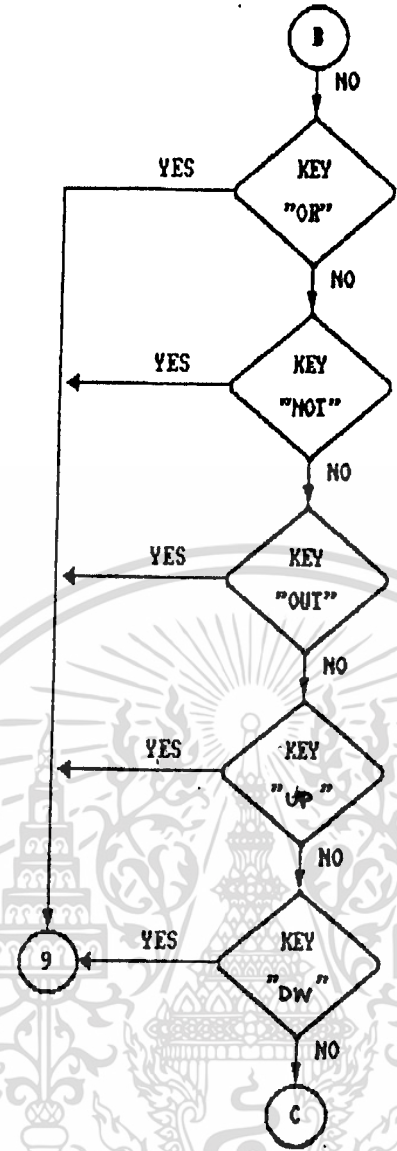 B
NO
YES
KEY
"OR"
NO
YES
KEY
"NOT"
NO
YES
KEY
"OUT"
NO
YES
KEY
"UP"
NO
9
YES
KEY
"DW"
NO
C